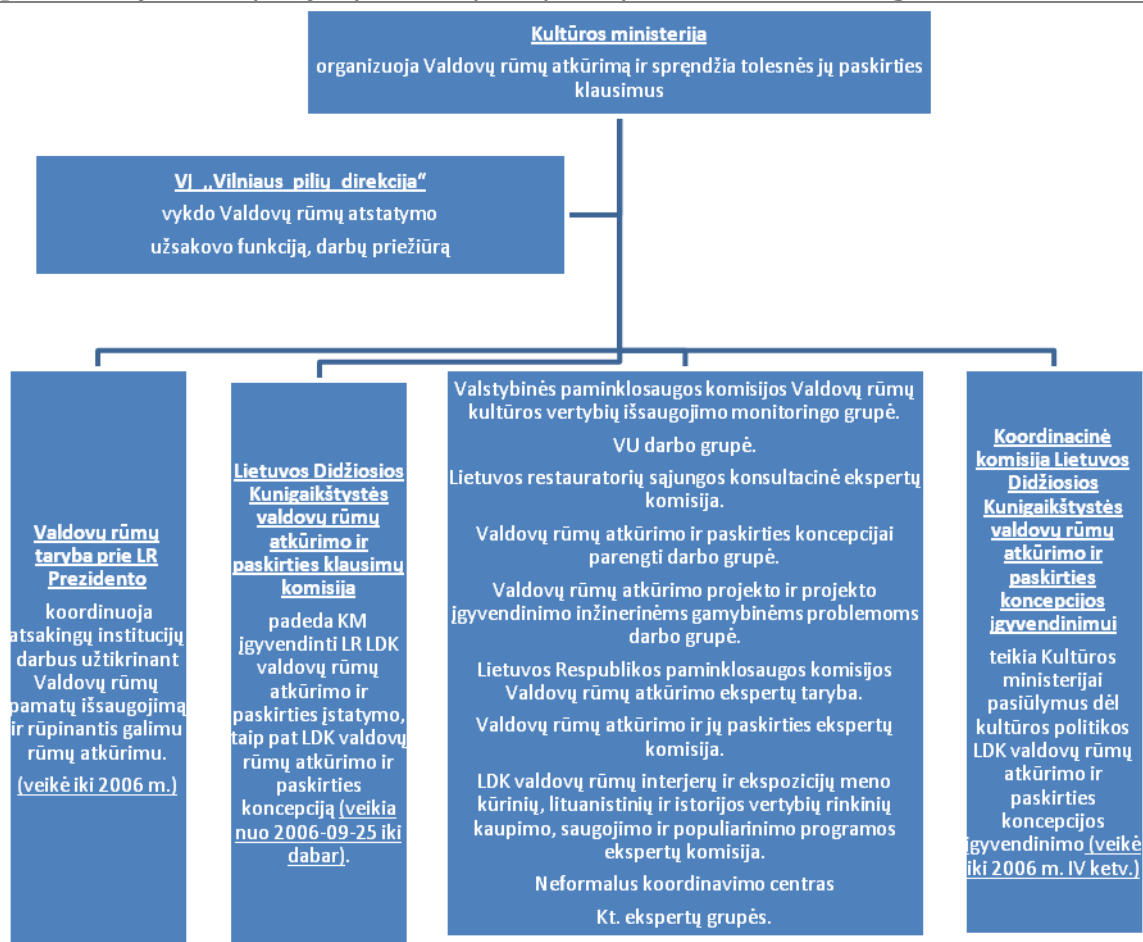 Kultūros ministerija
organizuoja Valdovų rūmų atkūrimą ir sprendžia tolesnės jų paskirties
klausimus
VĮ „Vilniaus pilių direkcija“
vykdo Valdovų rūmų atstatymo
užsakovo funkciją, darbų priežiūrą
Valdovų rūmų
taryba prie LR
Prezidento
koordinuoja
atsakingų institucijų
darbus užtikrinant
Valdovų rūmų
pamatų išsaugojimą
ir rūpinantis galimu
rūmų atkūrimu.
(veikė iki 2006 m.)
Lietuvos Didžiosios
Kunigaikštystės
valdovų rūmų
atkūrimo ir
paskirties klausimų
komisija
padeda KM
įgyvendinti LR LDK
valdovų rūmų
atkūrimo ir
paskirties įstatymo,
taip pat LDK valdovų
rūmų atkūrimo ir
paskirties
koncepciją (veikia
nuo 2006-09-25 iki
dabar).
Valstybinės paminklosaugos komisijos Valdovų rūmų
kultūros vertybių išsaugojimo monitoringo grupė.
VU darbo grupė.
Lietuvos restauratorių sąjungos konsultacinė ekspertų
komisija.
Valdovų rūmų atkūrimo ir paskirties koncepcijai
parengti darbo grupė.
Valdovų rūmų atkūrimo projekto ir projekto
įgyvendinimo inžinerinėms gamybinėms problemoms
darbo grupė.
Lietuvos Respublikos paminklosaugos komisijos
Valdovų rūmų atkūrimo ekspertų taryba.
Valdovų rūmų atkūrimo ir jų paskirties ekspertų
komisija.
LDK valdovų rūmų interjerų ir ekspozicijų meno
kūrinių, lituanistinių ir istorijos vertybių rinkinių
kaupimo, saugojimo ir populiarinimo programos
ekspertų komisija.
Neformalus koordinavimo centras
Kt. ekspertų grupės.
Koordinacinė
komisija Lietuvos
Didžiosios
Kunigaikštystės
valdovų rūmų
atkūrimo ir
paskirties
koncepcijos
įgyvendinimui
teikia Kultūros
ministerijai
pasiūlymus dėl
kultūros politikos
LDK valdovų rūmų
atkūrimo ir
paskirties
koncepcijos
įgyvendinimo (veikė
iki 2006 m. IV ketv.)